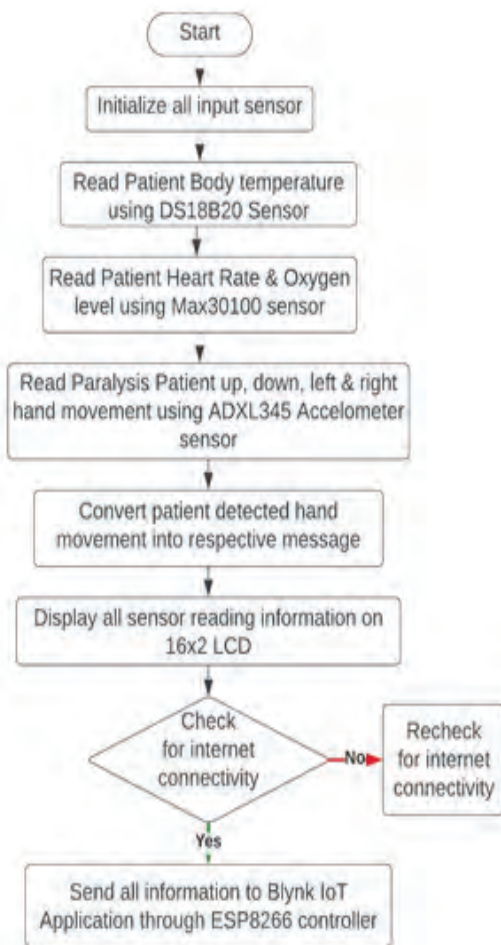 Start
Initialize all input sensor
Read Patient Body temperature
using DS18B20 Sensor
Read Patient Heart Rate & Oxygen
level using Max30100 sensor
Read Paralysis Patient up, down, left & right
hand movement using ADXL345 Accelometer
sensor
Convert patient detected hand
movement into respective message
Display all sensor reading information on
16x2 LCD
Check
for internet
connectivity
No
Recheck
for internet
connectivity
Yes
Send all information to Blynk IoT
Application through ESP8266 controller